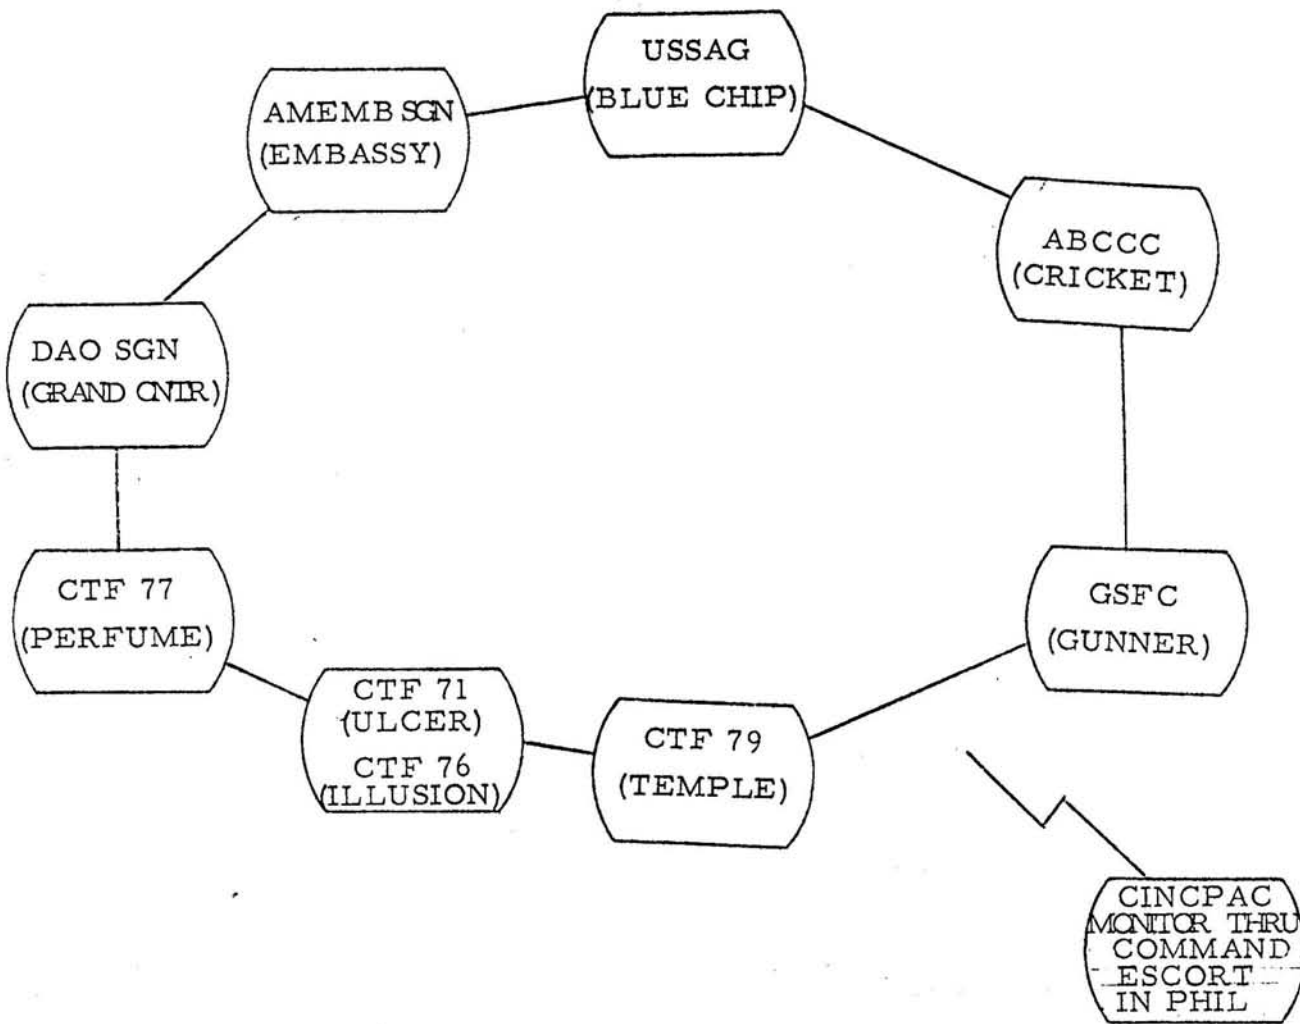 USSAG
(BLUE CHIP)
AMEMB SGN
(EMBASSY)
ABCCC
(CRICKET)
DAO SGN
(GRAND CNTR)
CTF 77
(PERFUME)
GSFC
(GUNNER)
CTF 71
(ULCER)
CTF 76
(ILLUSION)
CTF 79
(TEMPLE)
CINCPAC
MONITOR THRU
COMMAND
ESCORT
IN PHIL